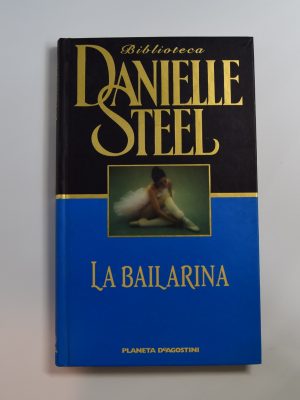 Biblioteca
DANIELLE
STEEL
LA BAILARINA
PLANETA DEAGOSTINI